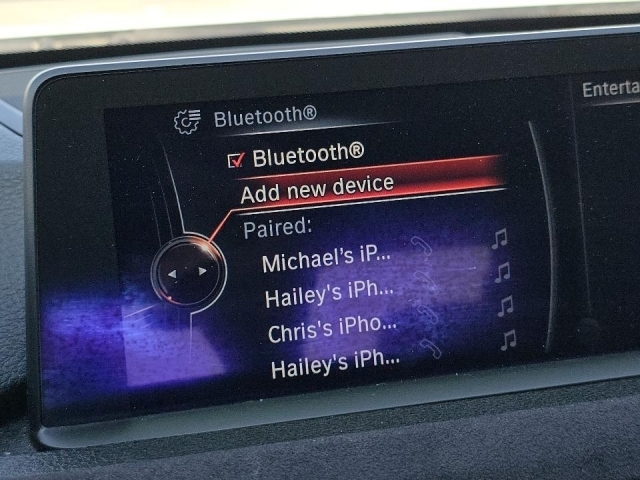 Bluetooth®
Enterta
Bluetooth®
Add new device
Paired:
Michael's iP...
Hailey's iPh...
Chris's iPho...
Hailey's iPh...